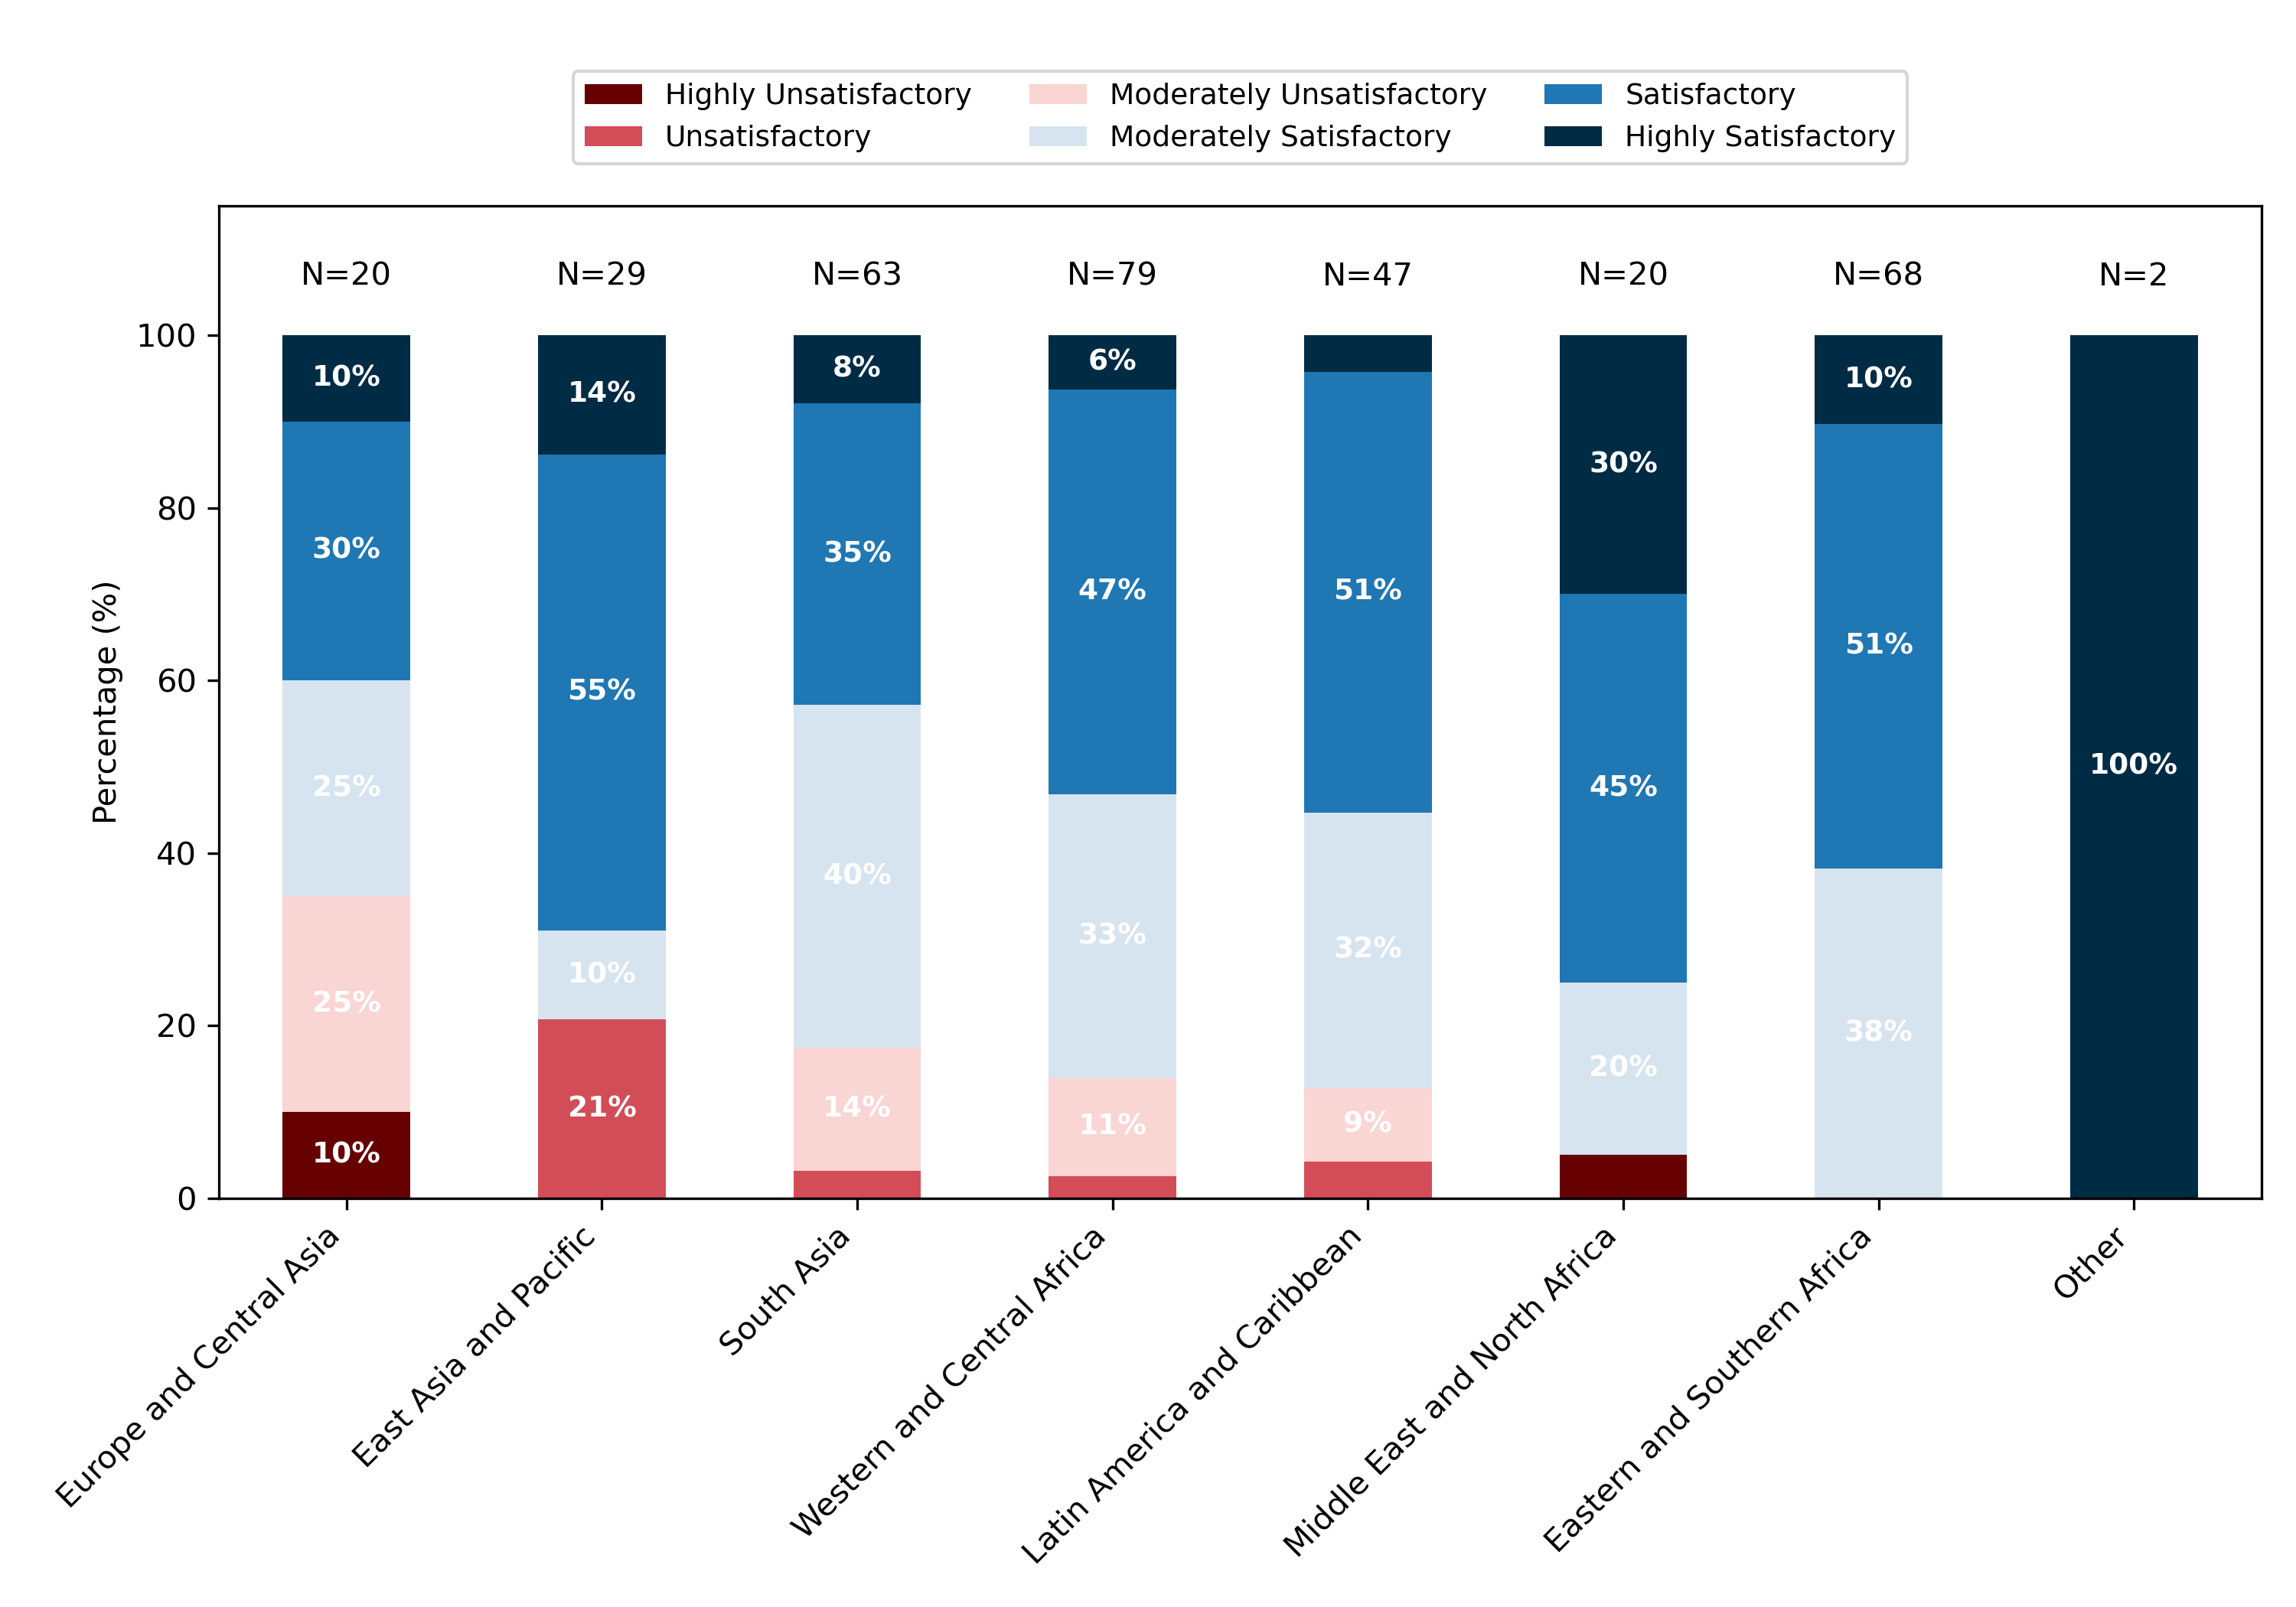 Highly Unsatisfactory
Unsatisfactory
Moderately Unsatisfactory
Moderately Satisfactory
Satisfactory
Highly Satisfactory
N=20 N=29 N=63 N=79 N=47 N=20 N=68 N=2
Percentage (%)
100
80
60
40
20
0
10%
30%
25%
25%
10%
14%
55%
10%
21%
8%
35%
40%
14%
6%
47%
33%
11%
51%
32%
9%
30%
45%
20%
10%
51%
38%
100%
Europe and Central Asia
East Asia and Pacific
South Asia
Western and Central Africa
Latin America and Caribbean
Middle East and North Africa
Eastern and Southern Africa
Other